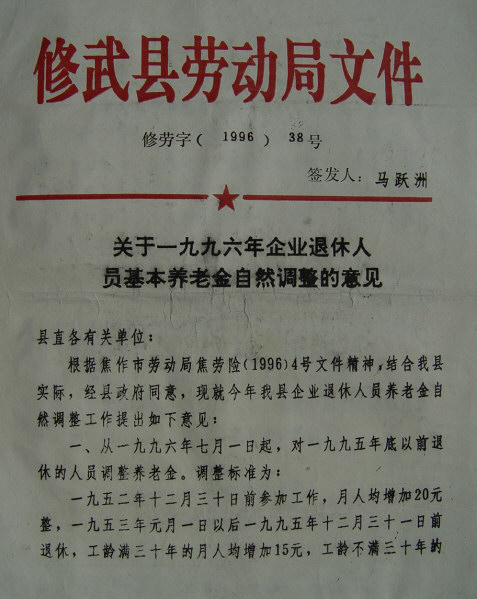 修武县劳动局文件
修劳字( 1996 ) 38号
签发人: 马跃洲
关于一九九六年企业退休人
员基本养老金自然调整的意见
县直各有关单位:
根据焦作市劳动局焦劳险(1996)4号文件精神,结合我县
实际,经县政府同意,现就今年我县企业退休人员养老金自
然调整工作提出如下意见:
一、从一九九六年七月一日起,对一九九五年底以前退
休的人员调整养老金。调整标准为:
一九五二年十二月三十日前参加工作,月人均增加20元
整,一九五三年元月一日以后一九九五年十二月三十一日前
退休,工龄满三十年的月人均增加15元,工龄不满三十年的